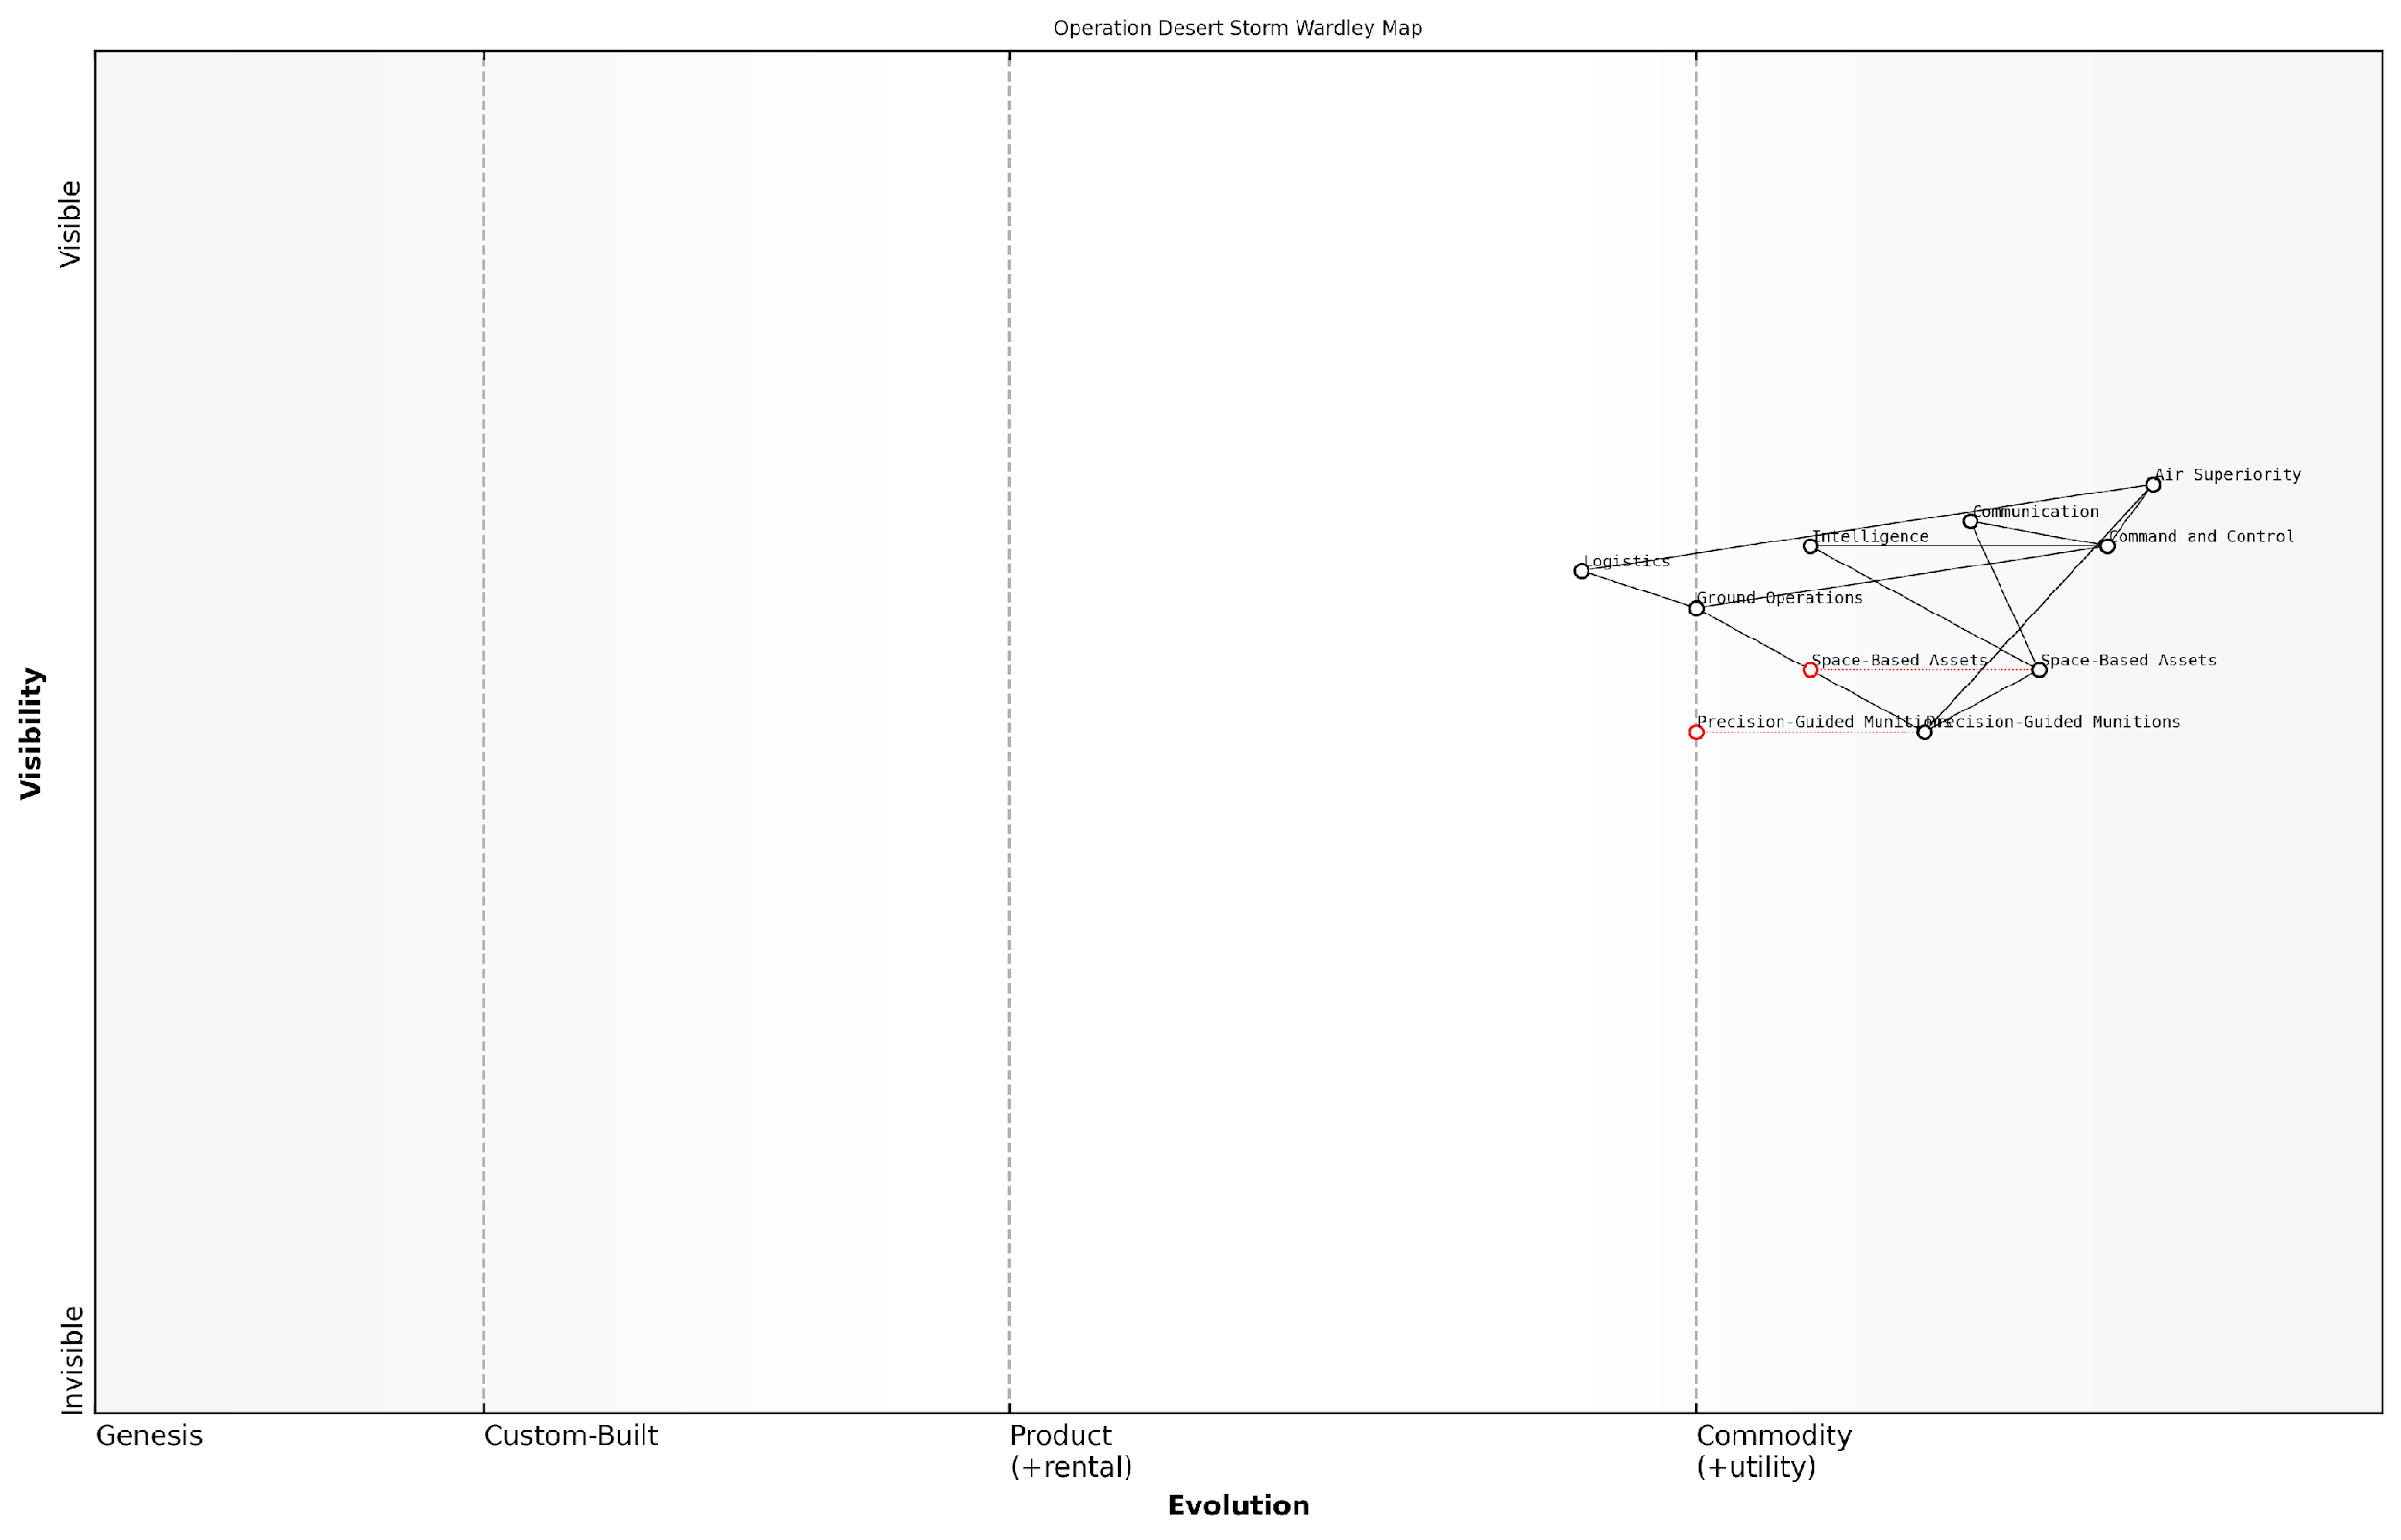 Operation Desert Storm Wardley Map
Visible
Air Superiority
Communication
Intelligence
Command and Control
Logistics
Ground Operations
Space-Based Assets
Space-Based Assets
Precision-Guided Munitions
Precision-Guided Munitions
Visibility
Invisible
Genesis
Custom-Built
Product
(+rental)
Commodity
(+utility)
Evolution